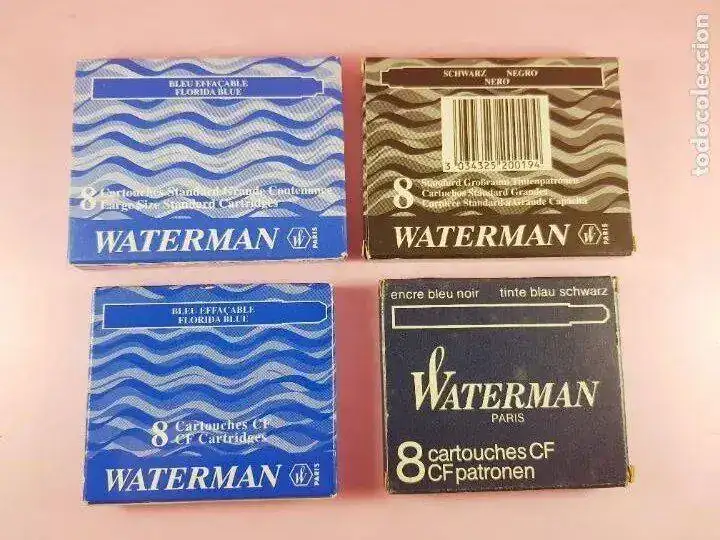 BLEU EFFAÇABLE
FLORIDA BLUE
8 Cartouches Standard Grande Contenance
Large Size Standard Cartridges
WATERMAN W PARIS
SCHWARZ NEGRO
NERO
3 034325 200194
8 Standard Großraum Tintenpatronen
Cartuchos Standard Grandes
Cartucce Standard a Grande Capacità
WATERMAN W PARIS
BLEU EFFAÇABLE
FLORIDA BLUE
8 Cartouches CF
CF Cartridges
WATERMAN W PARIS
encre bleu noir tinte blau schwarz
WATERMAN
PARIS
8 cartouches CF
CF patronen
todocoleccion